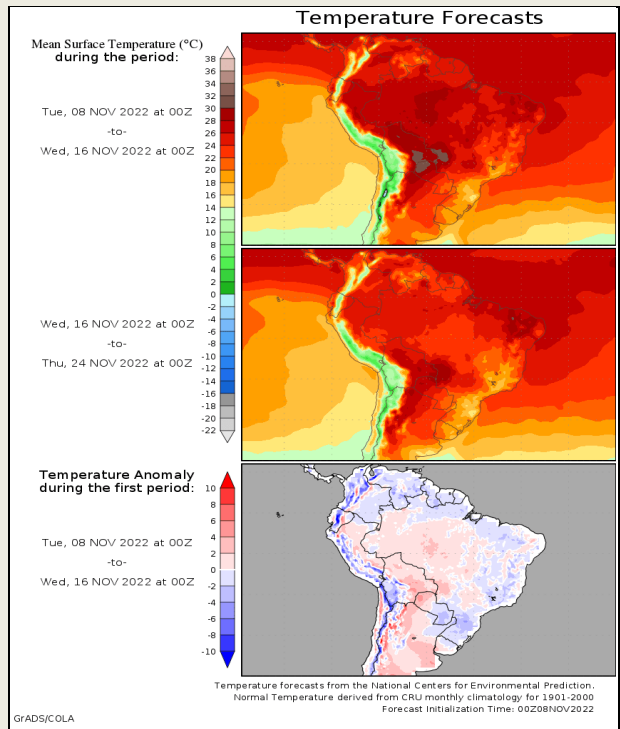 Temperature Forecasts
Mean Surface Temperature (°C)
during the period:
Tue, 08 NOV 2022 at 00Z
-to-
Wed, 16 NOV 2022 at 00Z
38
36
34
32
30
28
26
24
22
20
18
16
14
12
10
8
6
4
2
0
-2
-4
-6
-8
-10
-12
-14
-16
-18
-20
-22
Wed, 16 NOV 2022 at 00Z
-to-
Thu, 24 NOV 2022 at 00Z
Temperature Anomaly
during the first period:
Tue, 08 NOV 2022 at 00Z
-to-
Wed, 16 NOV 2022 at 00Z
10
8
6
4
2
0
-2
-4
-6
-8
-10
Temperature forecasts from the National Centers for Environmental Prediction.
Normal Temperature derived from CRU monthly climatology for 1901-2000
Forecast Initialization Time: 00Z08NOV2022
GrADS/COLA